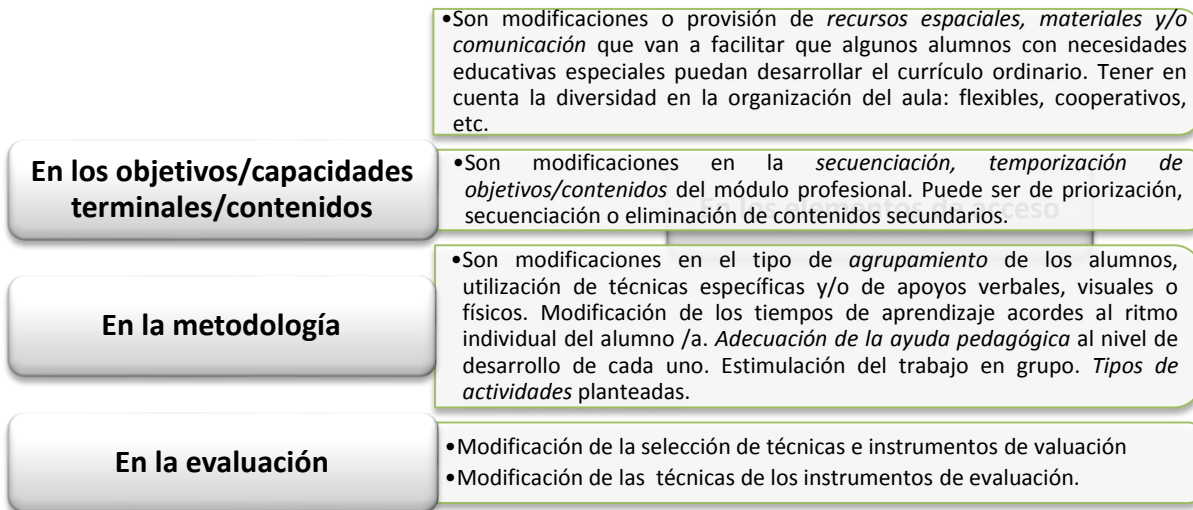 •Son modificaciones o provisión de recursos espaciales, materiales y/o
comunicación que van a facilitar que algunos alumnos con necesidades
educativas especiales puedan desarrollar el currículo ordinario. Tener en
cuenta la diversidad en la organización del aula: flexibles, cooperativos,
etc.
En los objetivos/capacidades
terminales/contenidos
•Son modificaciones en la secuenciación, temporización de
objetivos/contenidos del módulo profesional. Puede ser de priorización,
secuenciación o eliminación de contenidos secundarios.
En los elementos de acceso
En la metodología
•Son modificaciones en el tipo de agrupamiento de los alumnos,
utilización de técnicas específicas y/o de apoyos verbales, visuales o
físicos. Modificación de los tiempos de aprendizaje acordes al ritmo
individual del alumno /a. Adecuación de la ayuda pedagógica al nivel de
desarrollo de cada uno. Estimulación del trabajo en grupo. Tipos de
actividades planteadas.
En la evaluación
•Modificación de la selección de técnicas e instrumentos de valuación
•Modificación de las técnicas de los instrumentos de evaluación.